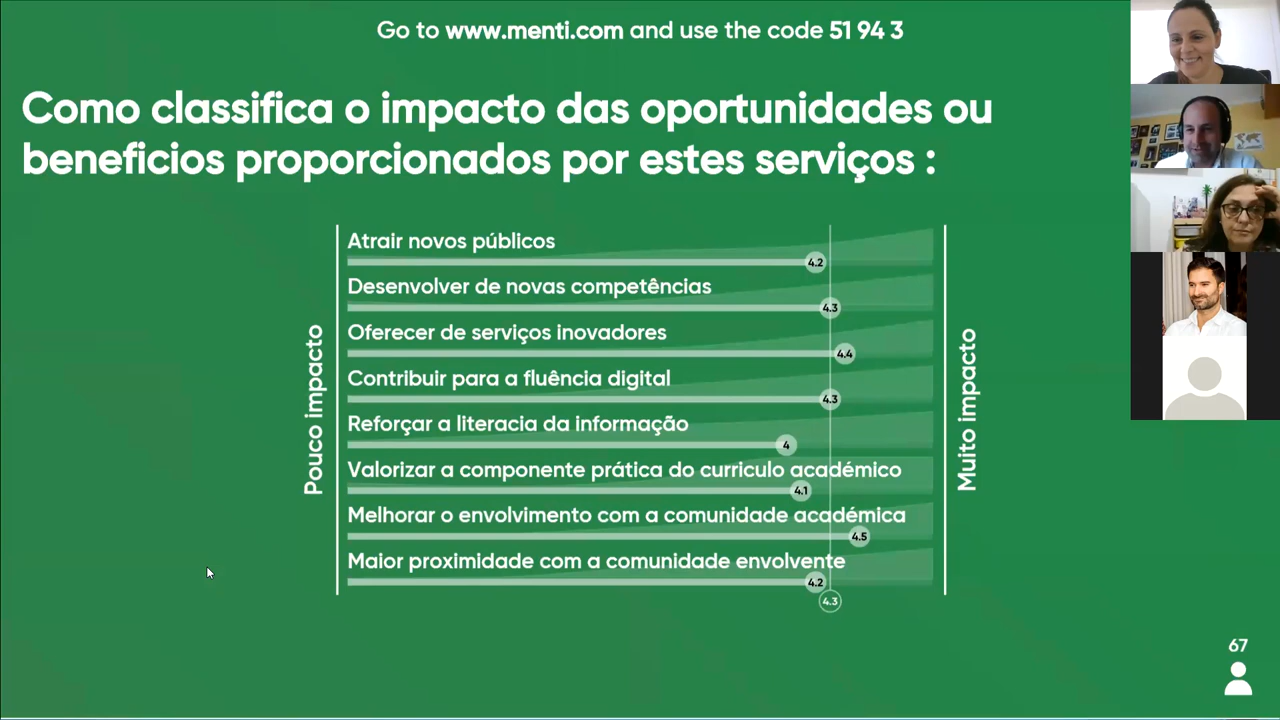 Go to www.menti.com and use the code 51 94 3
Como classifica o impacto das oportunidades ou
beneficios proporcionados por estes serviços :
Pouco impacto
Atrair novos públicos
4.2
Desenvolver de novas competências
4.3
Oferecer de serviços inovadores
4.4
Contribuir para a fluência digital
4.3
Reforçar a literacia da informação
4
Valorizar a componente prática do curriculo académico
4.1
Melhorar o envolvimento com a comunidade académica
4.5
Maior proximidade com a comunidade envolvente
4.2
4.3
Muito impacto
67